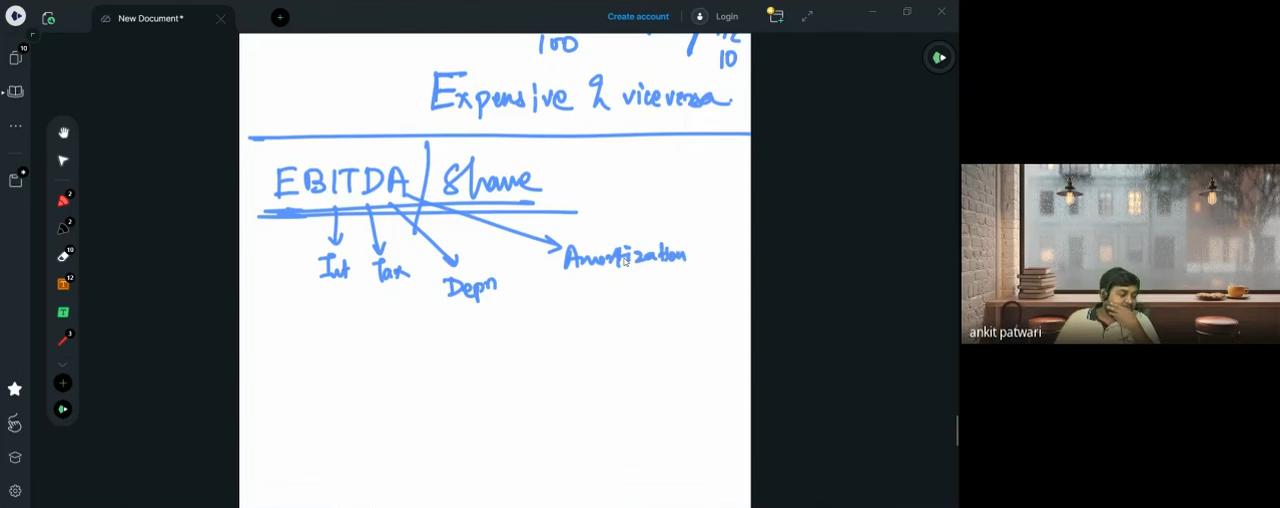 New Document*
Create account
Login
100
10
Expensive & viceversa.
EBITDA / Share
Int
Tax
Depn
Amortization
ankit patwari